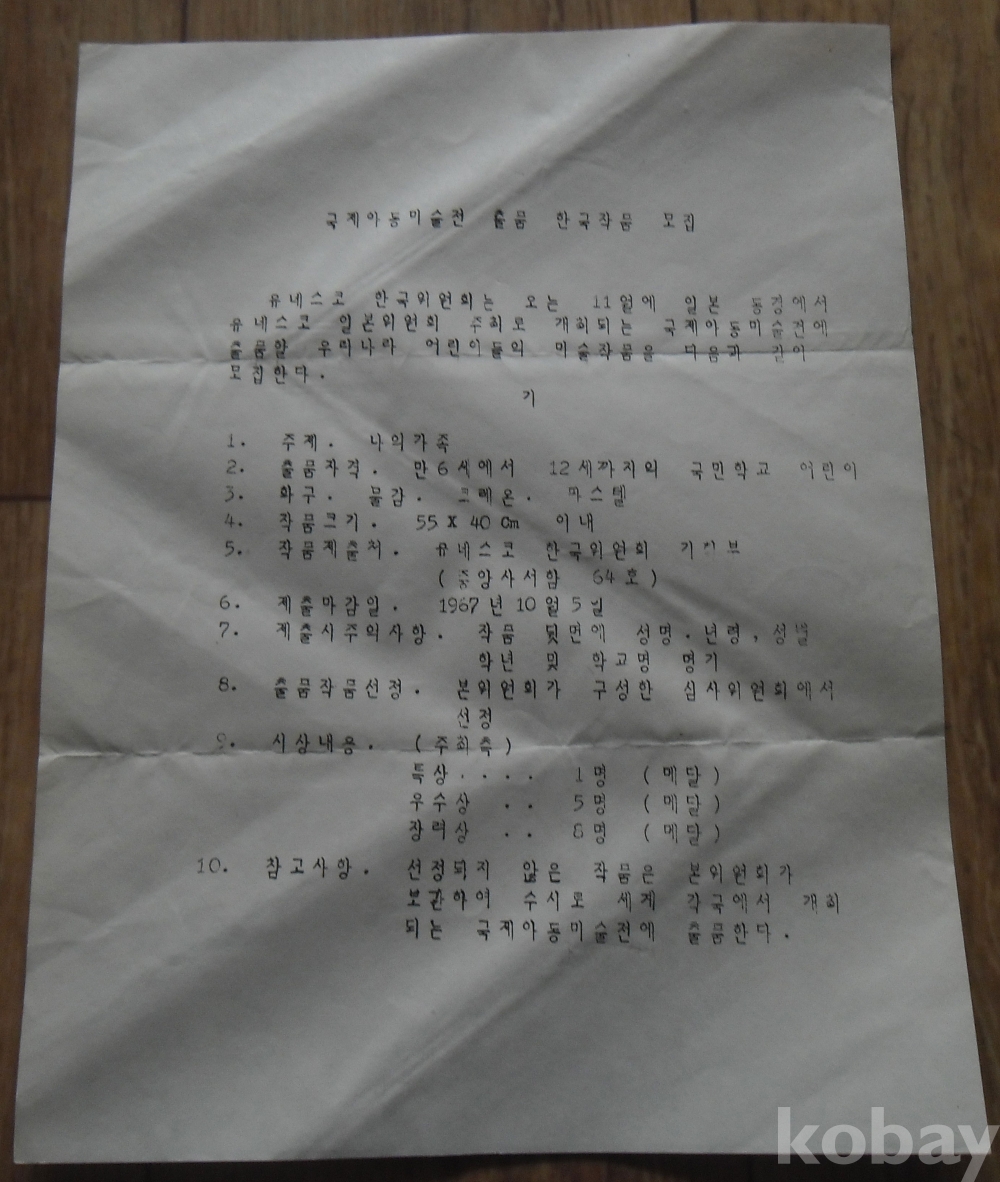 국제아동미술전 출품 한국작품 모집
유네스코 한국위원회는 오는 11월에 일본 동경에서
유네스코 일본위원회 주최로 개최되는 국제아동미술전에
출품할 우리나라 어린이들의 미술작품을 다음과 같이
모집한다.
기
1. 주제. 나의가족
2. 출품자격. 만6세에서 12세까지의 국민학교 어린이
3. 화구. 물감. 크레온. 파스텔
4. 작품크기. 55 X 40 Cm 이내
5. 작품제출처. 유네스코 한국위원회 기획부
(중앙사서함 64호)
6. 제출마감일. 1967년 10월 5일
7. 제출시주의사항. 작품 뒷면에 성명. 년령, 성별
학년 및 학교명 명기
8. 출품작품선정. 본위원회가 구성한 심사위원회에서
선정
9. 시상내용. (주최측)
특상.... 1명 (메달)
우수상 .. 5명 (메달)
장려상 .. 8명 (메달)
10. 참고사항. 선정되지 않은 작품은 본위원회가
보관하여 수시로 세계 각국에서 개최
되는 국제아동미술전에 출품한다.
kobay